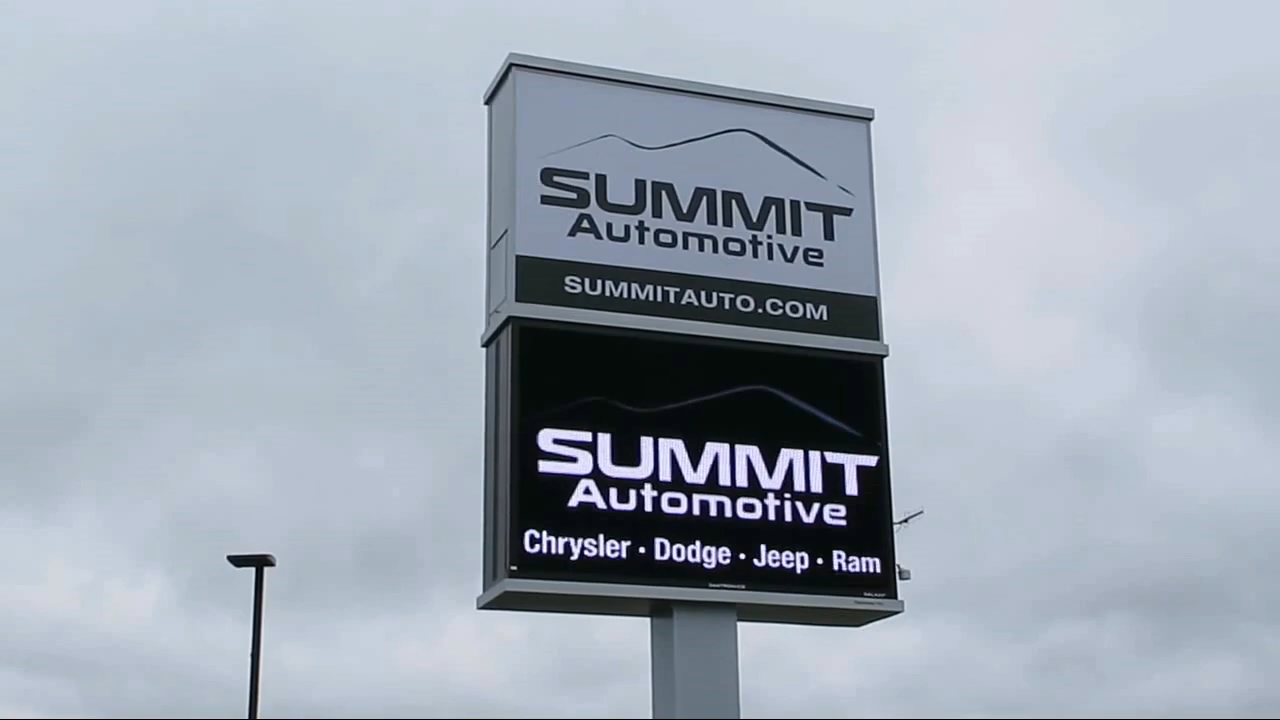 SUMMIT
Automotive
SUMMITAUTO.COM
SUMMIT
Automotive
Chrysler · Dodge · Jeep · Ram